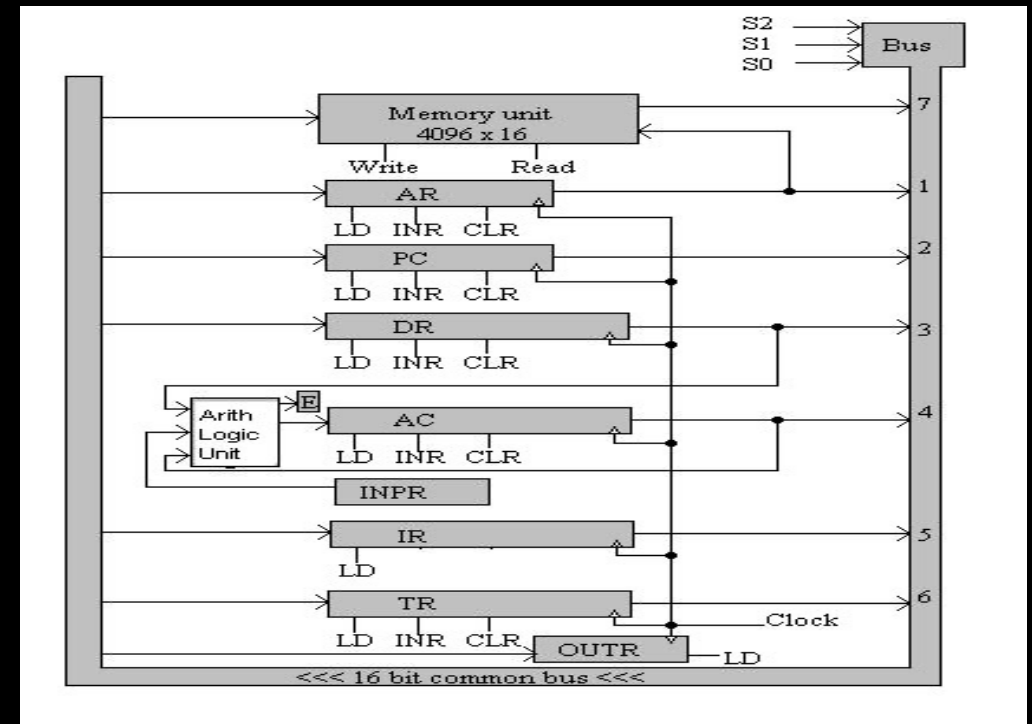 S2
S1
S0
Bus
Memory unit
4096 x 16
7
Write Read
AR
1
LD INR CLR
PC
2
LD INR CLR
DR
3
LD INR CLR
E
Arith
Logic
Unit
AC
4
LD INR CLR
INPR
IR
5
LD
TR
6
LD INR CLR
Clock
OUTR
LD
<<< 16 bit common bus <<<